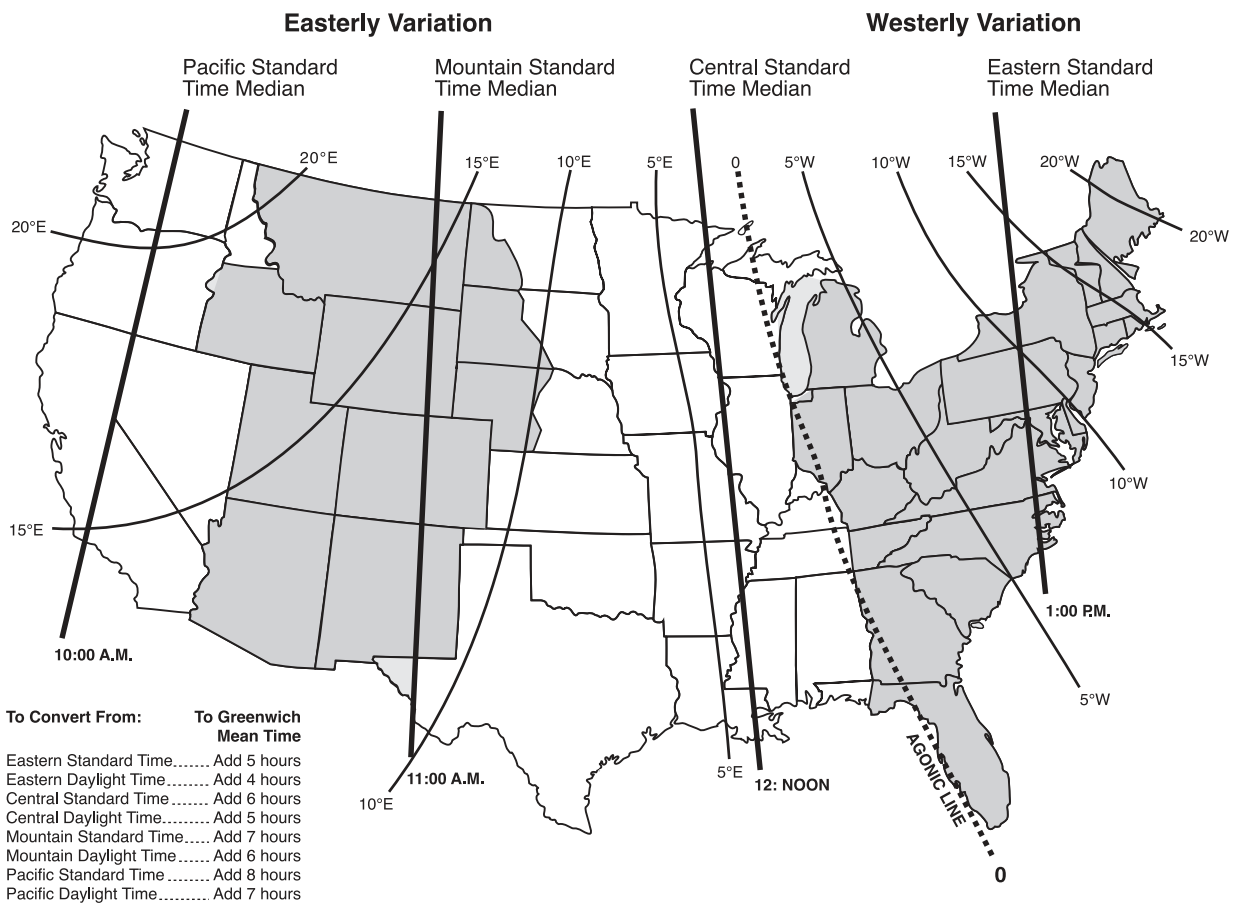 Easterly Variation
Westerly Variation
Pacific Standard
Time Median
Mountain Standard
Time Median
Central Standard
Time Median
Eastern Standard
Time Median
20°E
15°E
10°E
5°E
0
5°W
10°W
15°W
20°W
20°E
20°W
15°W
10°W
15°E
1:00 P.M.
10:00 A.M.
5°W
AGONIC LINE
5°E
12: NOON
11:00 A.M.
10°E
0
To Convert From: To Greenwich
Mean Time
Eastern Standard Time....... Add 5 hours
Eastern Daylight Time........ Add 4 hours
Central Standard Time ....... Add 6 hours
Central Daylight Time........ Add 5 hours
Mountain Standard Time..... Add 7 hours
Mountain Daylight Time...... Add 6 hours
Pacific Standard Time ........ Add 8 hours
Pacific Daylight Time.......... Add 7 hours